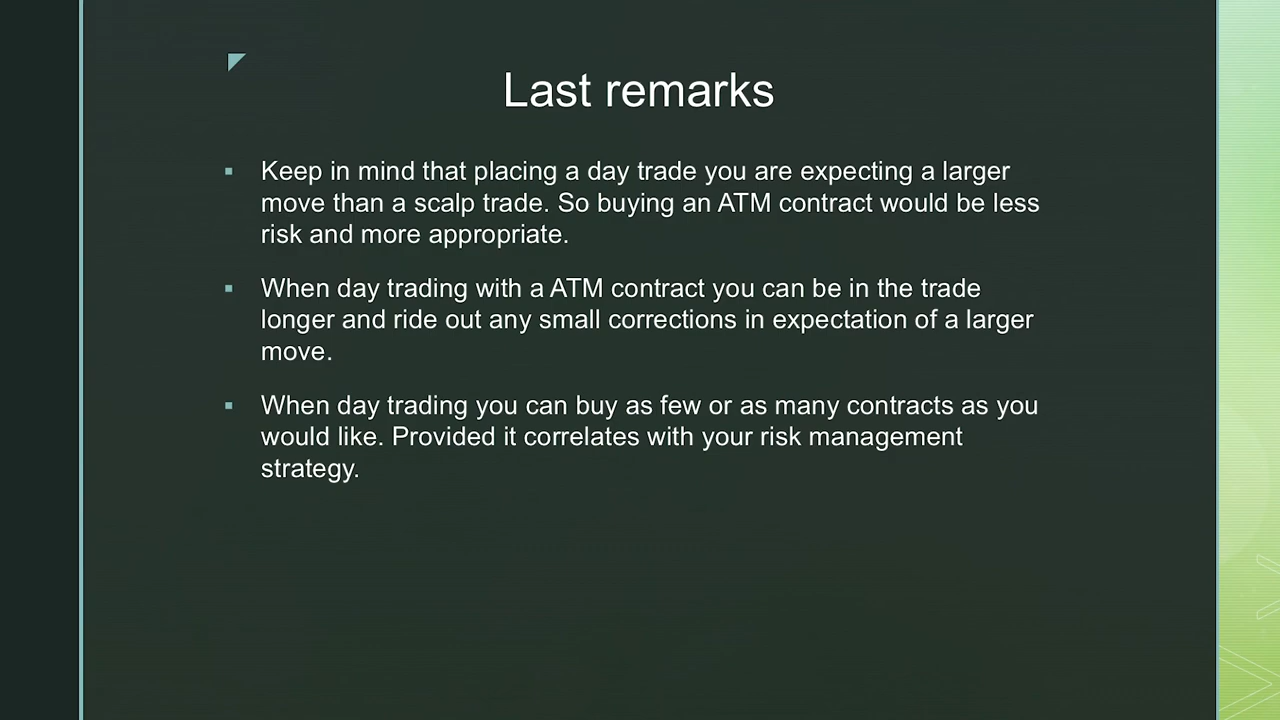 Last remarks
▪ Keep in mind that placing a day trade you are expecting a larger
move than a scalp trade. So buying an ATM contract would be less
risk and more appropriate.
▪ When day trading with a ATM contract you can be in the trade
longer and ride out any small corrections in expectation of a larger
move.
▪ When day trading you can buy as few or as many contracts as you
would like. Provided it correlates with your risk management
strategy.